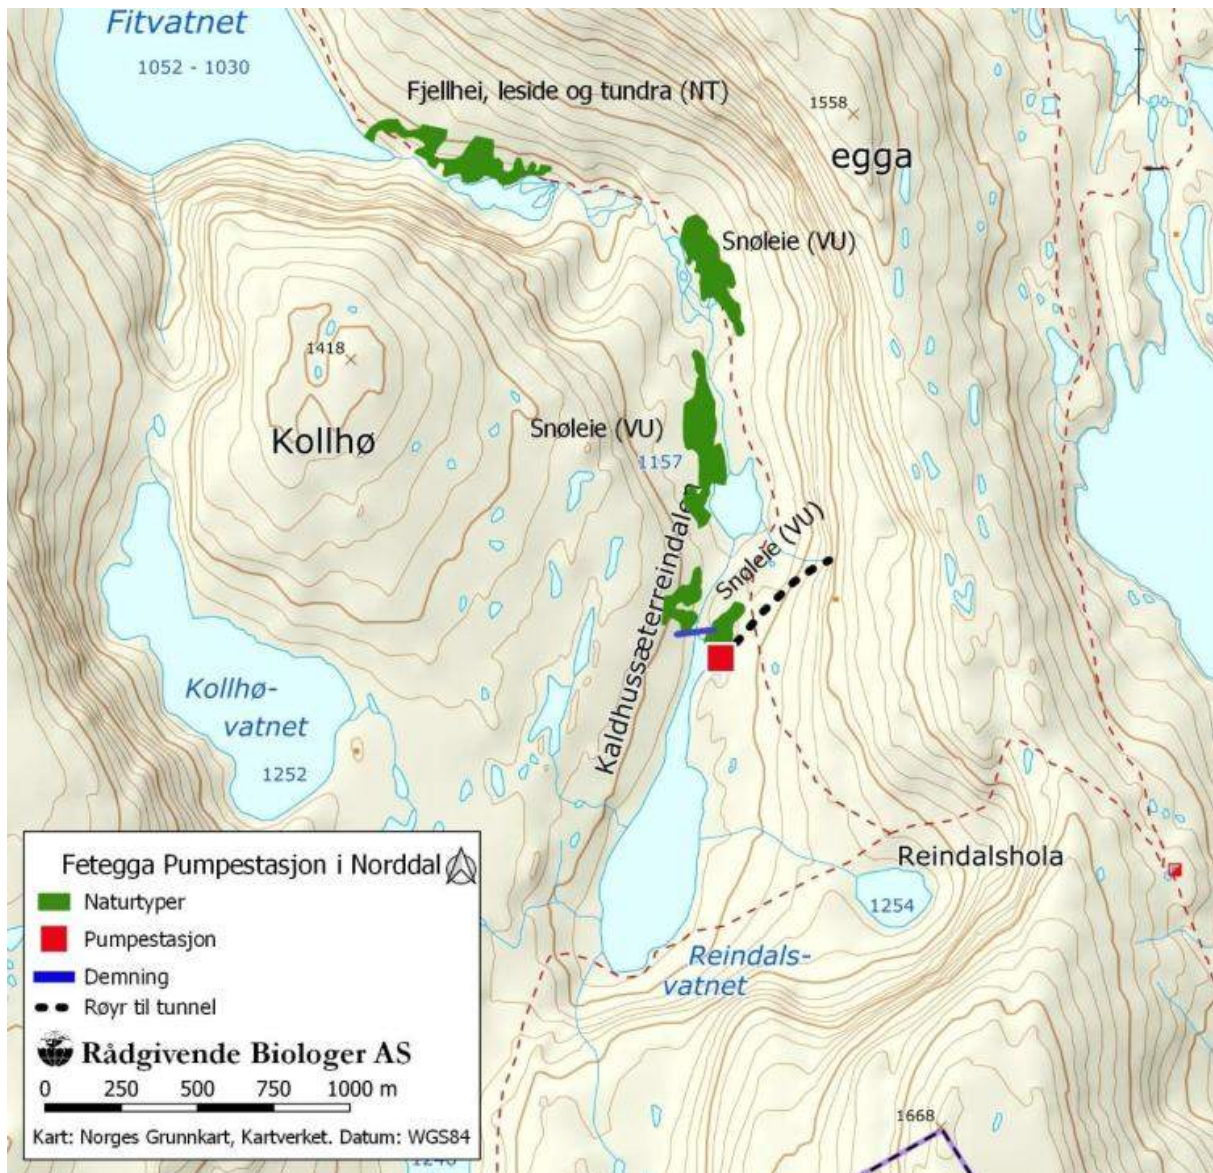 Fitvatnet
1052 - 1030
Fjellhei, leside og tundra (NT)
1558
egga
Snøleie (VU)
1418
Kollhø
Snøleie (VU)
1157
Snøleie (VU)
Kaldhussæterreindalen
Kollhø-
vatnet
1252
Reindalshola
1254
Reindals-
vatnet
1668
Fetegga Pumpestasjon i Norddal
Naturtyper
Pumpestasjon
Demning
Røyr til tunnel
Rådgivende Biologer AS
0 250 500 750 1000 m
Kart: Norges Grunnkart, Kartverket. Datum: WGS84